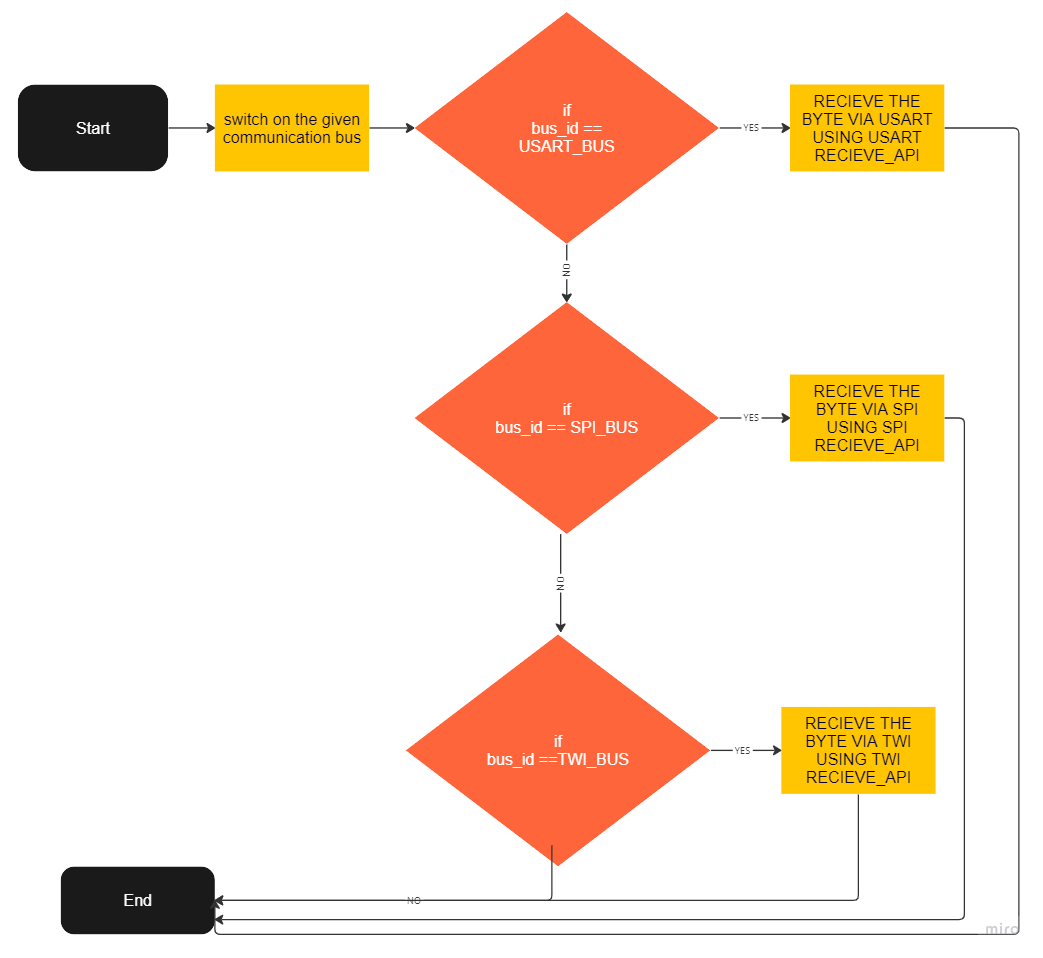 Start
switch on the given
communication bus
if
bus_id ==
USART_BUS
YES
RECIEVE THE
BYTE VIA USART
USING USART
RECIEVE_API
NO
if
bus_id == SPI_BUS
YES
RECIEVE THE
BYTE VIA SPI
USING SPI
RECIEVE_API
NO
if
bus_id ==TWI_BUS
YES
RECIEVE THE
BYTE VIA TWI
USING TWI
RECIEVE_API
NO
End
miro